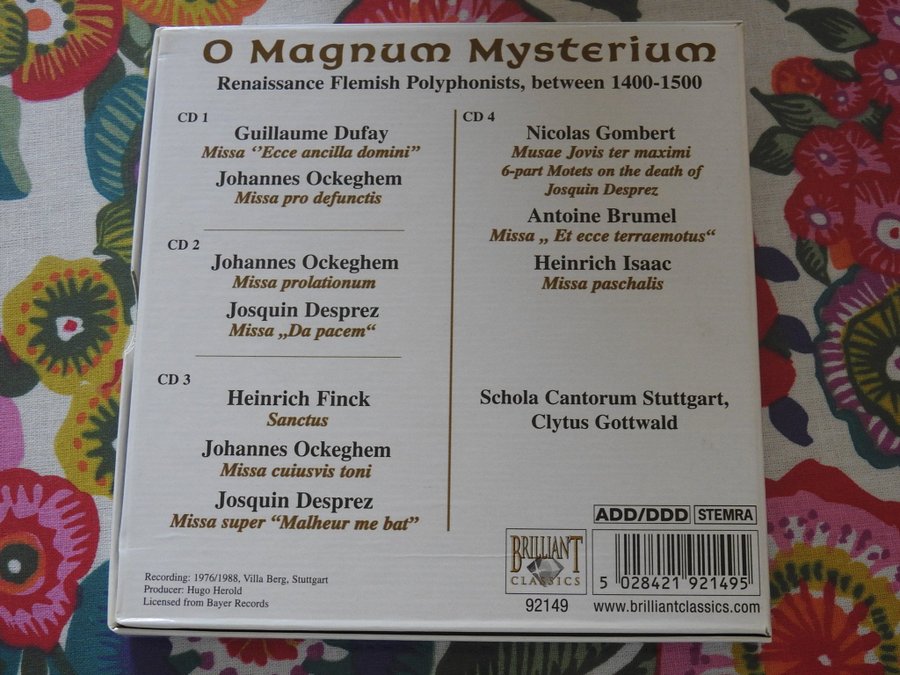 O Magnum Mysterium
Renaissance Flemish Polyphonists, between 1400-1500
CD 1
Guillaume Dufay
Missa ‘’Ecce ancilla domini”
Johannes Ockeghem
Missa pro defunctis
CD 2
Johannes Ockeghem
Missa prolationum
Josquin Desprez
Missa „Da pacem“
CD 3
Heinrich Finck
Sanctus
Johannes Ockeghem
Missa cuiusvis toni
Josquin Desprez
Missa super “Malheur me bat”
CD 4
Nicolas Gombert
Musae Jovis ter maximi
6-part Motets on the death of
Josquin Desprez
Antoine Brumel
Missa „ Et ecce terraemotus“
Heinrich Isaac
Missa paschalis
Schola Cantorum Stuttgart,
Clytus Gottwald
Recording: 1976/1988, Villa Berg, Stuttgart
Producer: Hugo Herold
Licensed from Bayer Records
ADD/DDD STEMRA
BRILLIANT
CLASSICS
92149
5 028421 921495
www.brilliantclassics.com